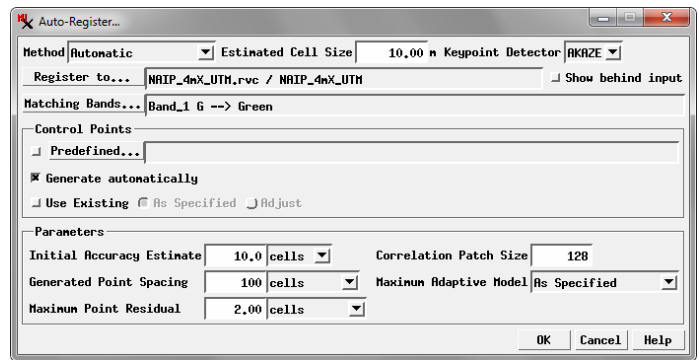 Auto-Register...
Method Automatic Estimated Cell Size 10.00 m Keypoint Detector AKAZE
Register to... NAIP_4mX_UTM.rvc / NAIP_4mX_UTM Show behind input
Matching Bands... Band_1 G --> Green
Control Points
Predefined...
Generate automatically
Use Existing As Specified Adjust
Parameters
Initial Accuracy Estimate 10.0 cells Correlation Patch Size 128
Generated Point Spacing 100 cells Maximum Adaptive Model As Specified
Maximum Point Residual 2.00 cells
OK Cancel Help